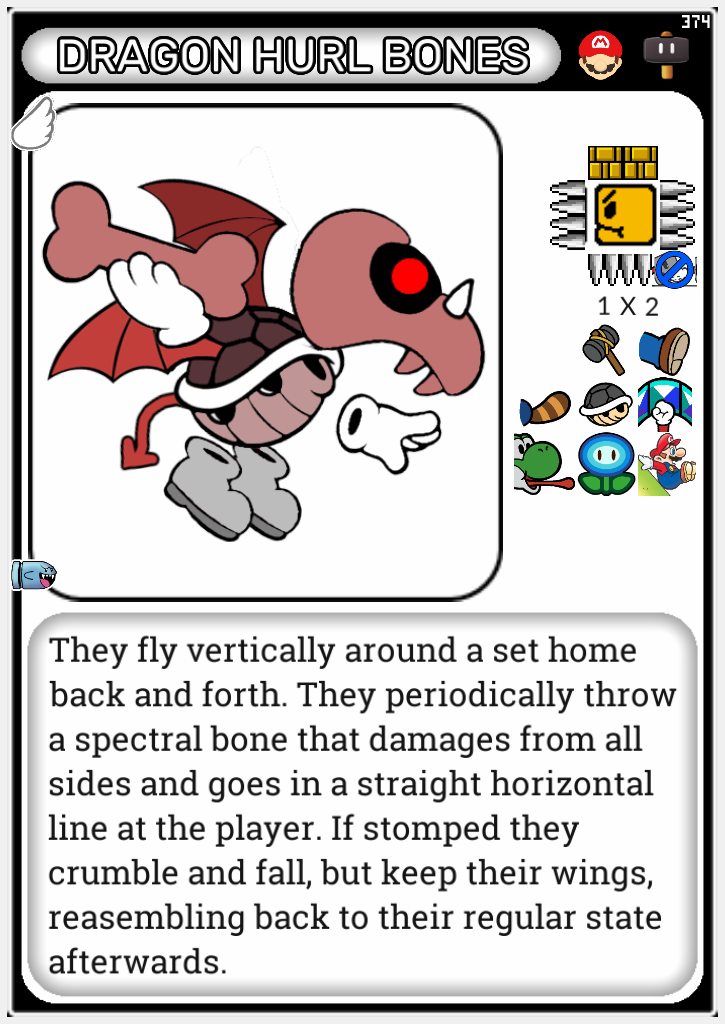 374
DRAGON HURL BONES
1 X 2
They fly vertically around a set home
back and forth. They periodically throw
a spectral bone that damages from all
sides and goes in a straight horizontal
line at the player. If stomped they
crumble and fall, but keep their wings,
reasembling back to their regular state
afterwards.